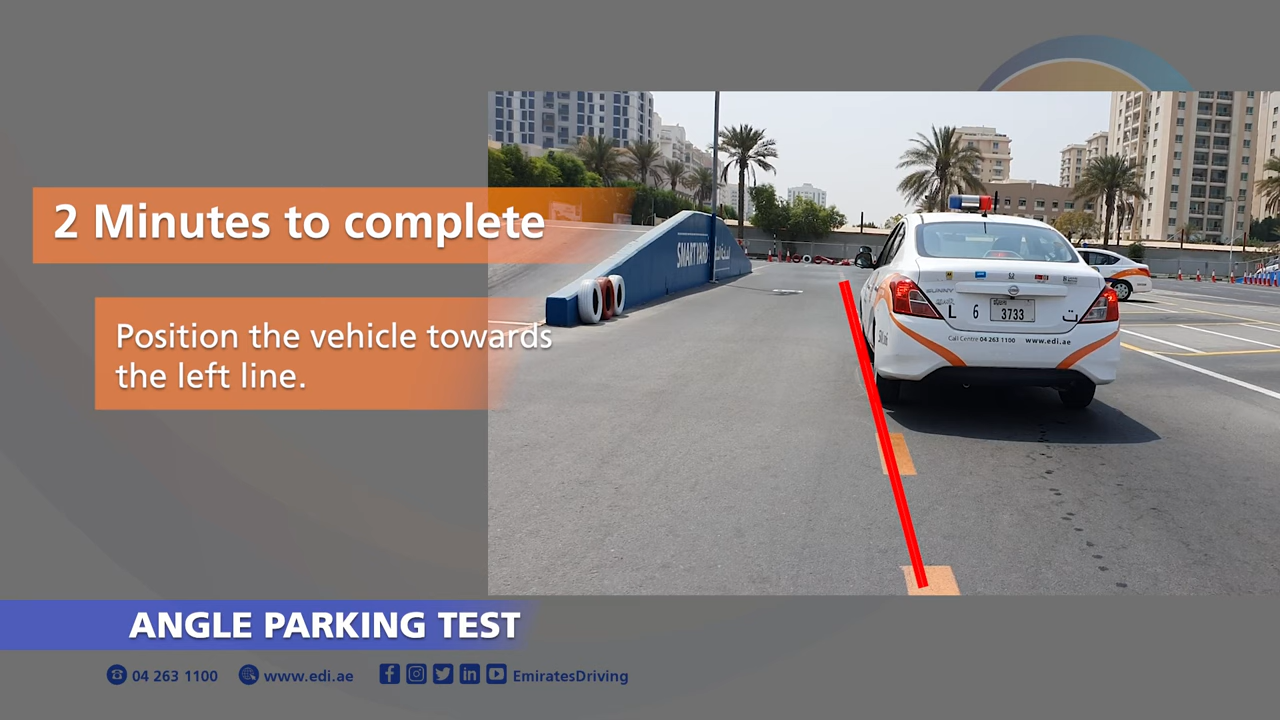 2 Minutes to complete
Position the vehicle towards
the left line.
SMART YARD
L 6 3733 ت
Call Centre 04 263 1100 www.edi.ae
ANGLE PARKING TEST
04 263 1100 www.edi.ae EmiratesDriving